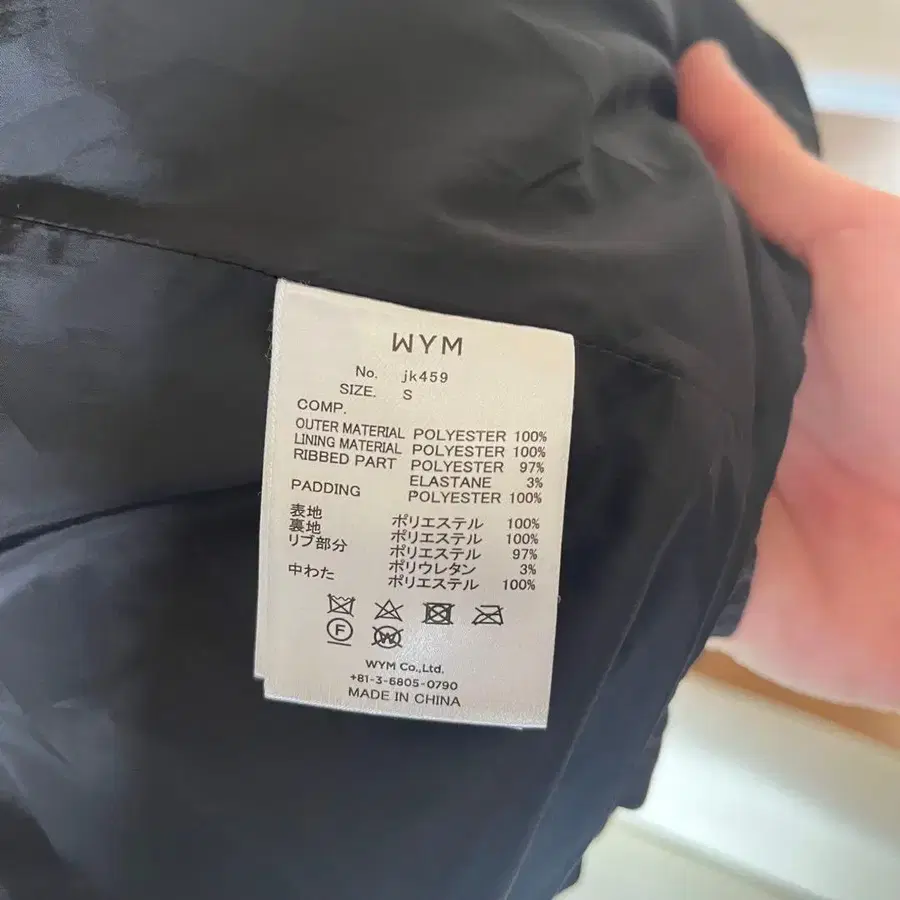 WYM
No. jk459
SIZE. S
COMP.
OUTER MATERIAL POLYESTER 100%
LINING MATERIAL POLYESTER 100%
RIBBED PART POLYESTER 97%
ELASTANE 3%
PADDING POLYESTER 100%
表地 ポリエステル 100%
裏地 ポリエステル 100%
リブ部分 ポリエステル 97%
ポリウレタン 3%
中わた ポリエステル 100%
F
W
WYM Co.,Ltd.
+81-3-6805-0790
MADE IN CHINA